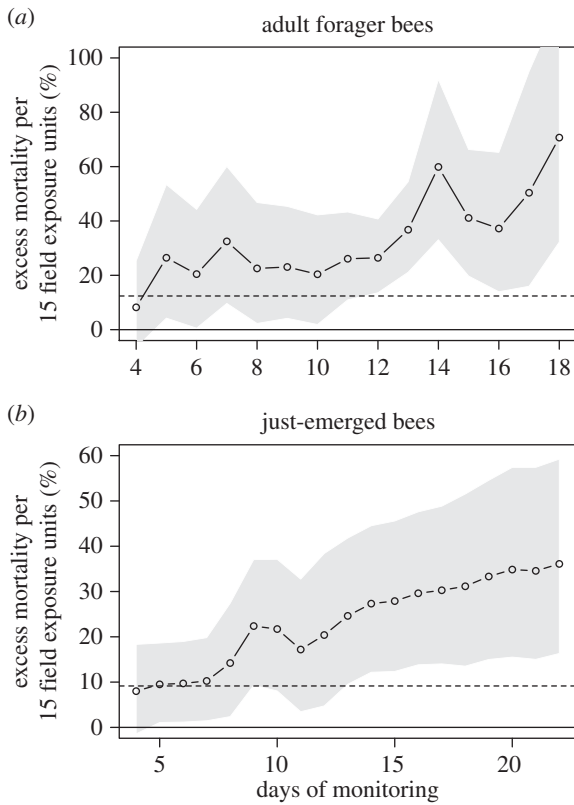 (a)
adult forager bees
excess mortality per
15 field exposure units (%)
100
80
60
40
20
0
4 6 8 10 12 14 16 18
(b)
just-emerged bees
excess mortality per
15 field exposure units (%)
60
50
40
30
20
10
0
5 10 15 20
days of monitoring